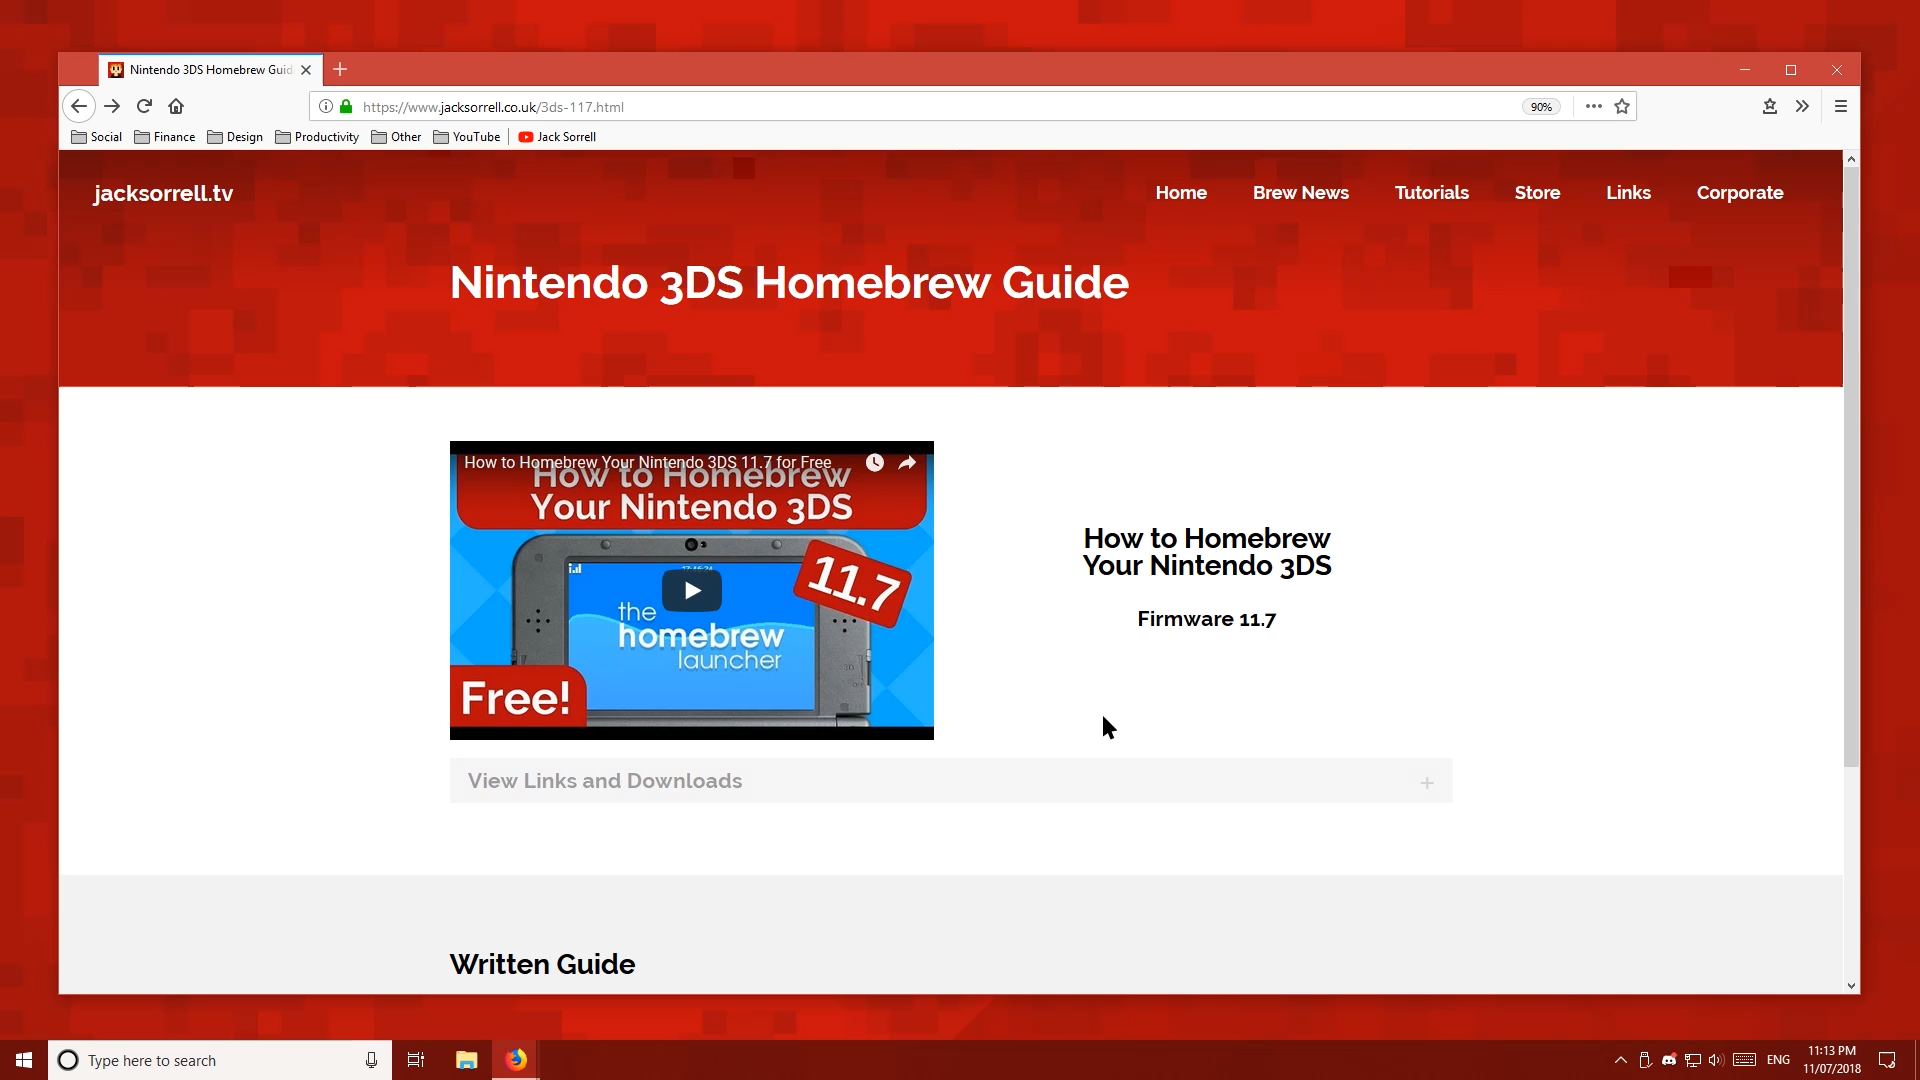 Nintendo 3DS Homebrew Guid
https://www.jacksorrell.co.uk/3ds-117.html
90%
Social
Finance
Design
Productivity
Other
YouTube
Jack Sorrell
jacksorrell.tv
Home
Brew News
Tutorials
Store
Links
Corporate
Nintendo 3DS Homebrew Guide
How to Homebrew Your Nintendo 3DS 11.7 for Free
How to Homebrew
Your Nintendo 3DS
11.7
the
homebrew
launcher
3D
Free!
How to Homebrew
Your Nintendo 3DS
Firmware 11.7
View Links and Downloads
Written Guide
Type here to search
ENG
11:13 PM
11/07/2018